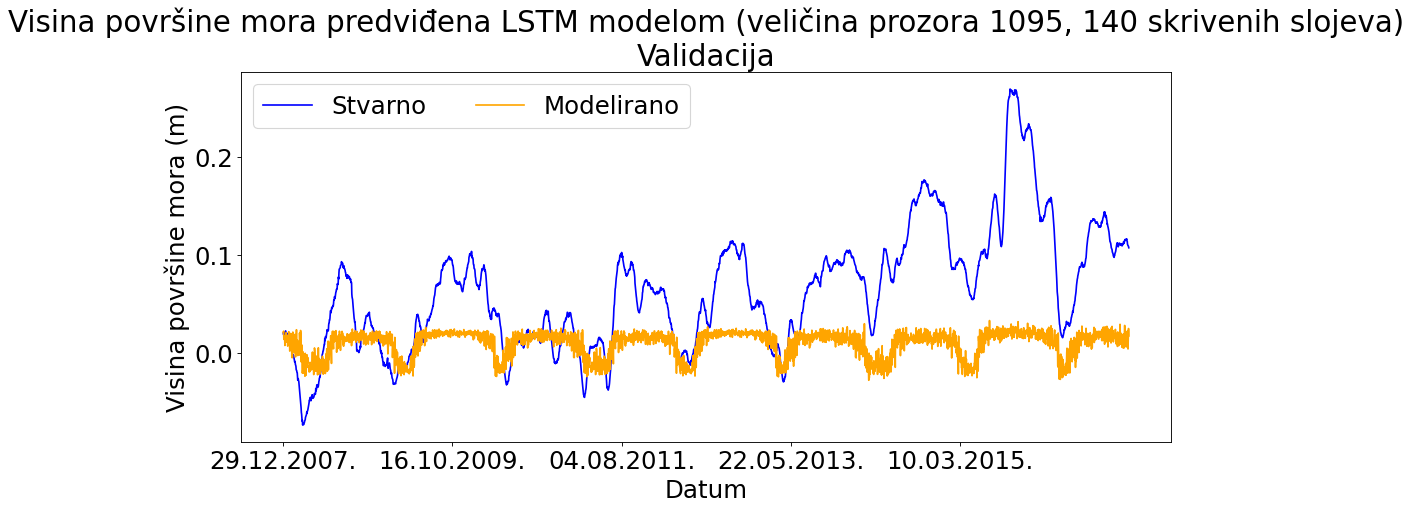 Visina površine mora predviđena LSTM modelom (veličina prozora 1095, 140 skrivenih slojeva)
Validacija
Stvarno
Modelirano
Visina površine mora (m)
0.2
0.1
0.0
29.12.2007.
16.10.2009.
04.08.2011.
22.05.2013.
10.03.2015.
Datum